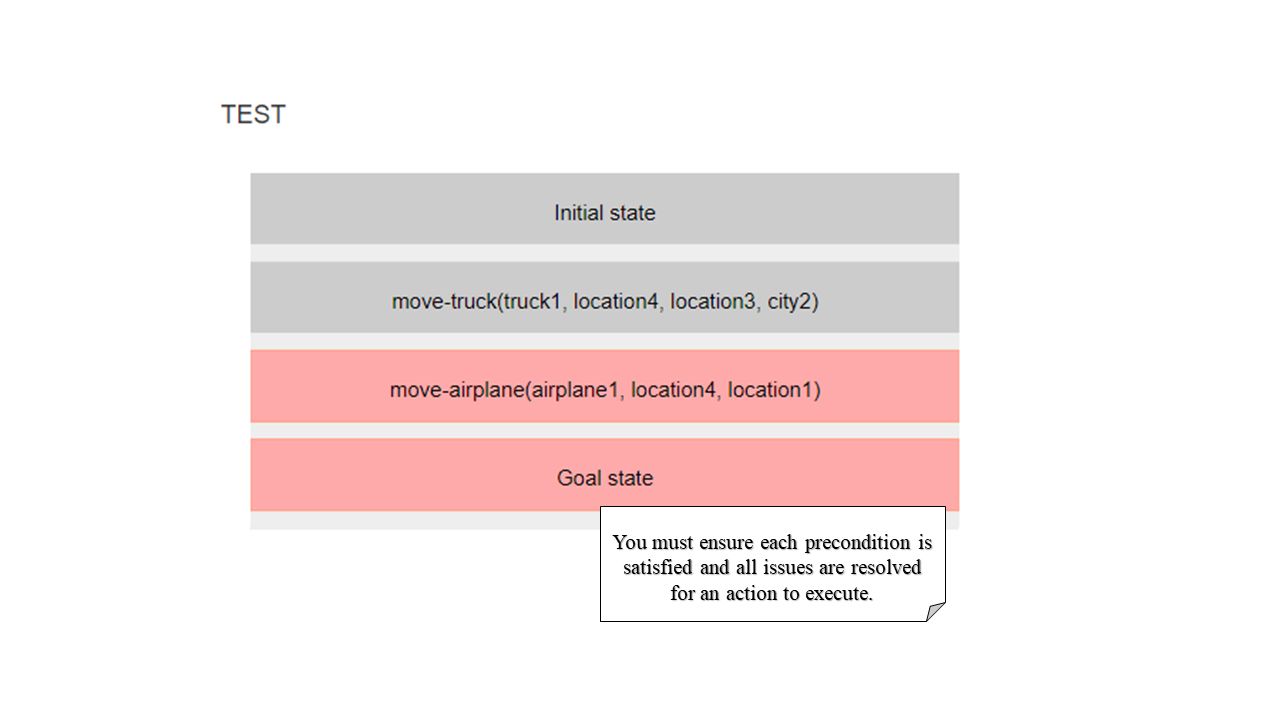 TEST
Initial state
move-truck(truck1, location4, location3, city2)
move-airplane(airplane1, location4, location1)
Goal state
You must ensure each precondition is
satisfied and all issues are resolved
for an action to execute.